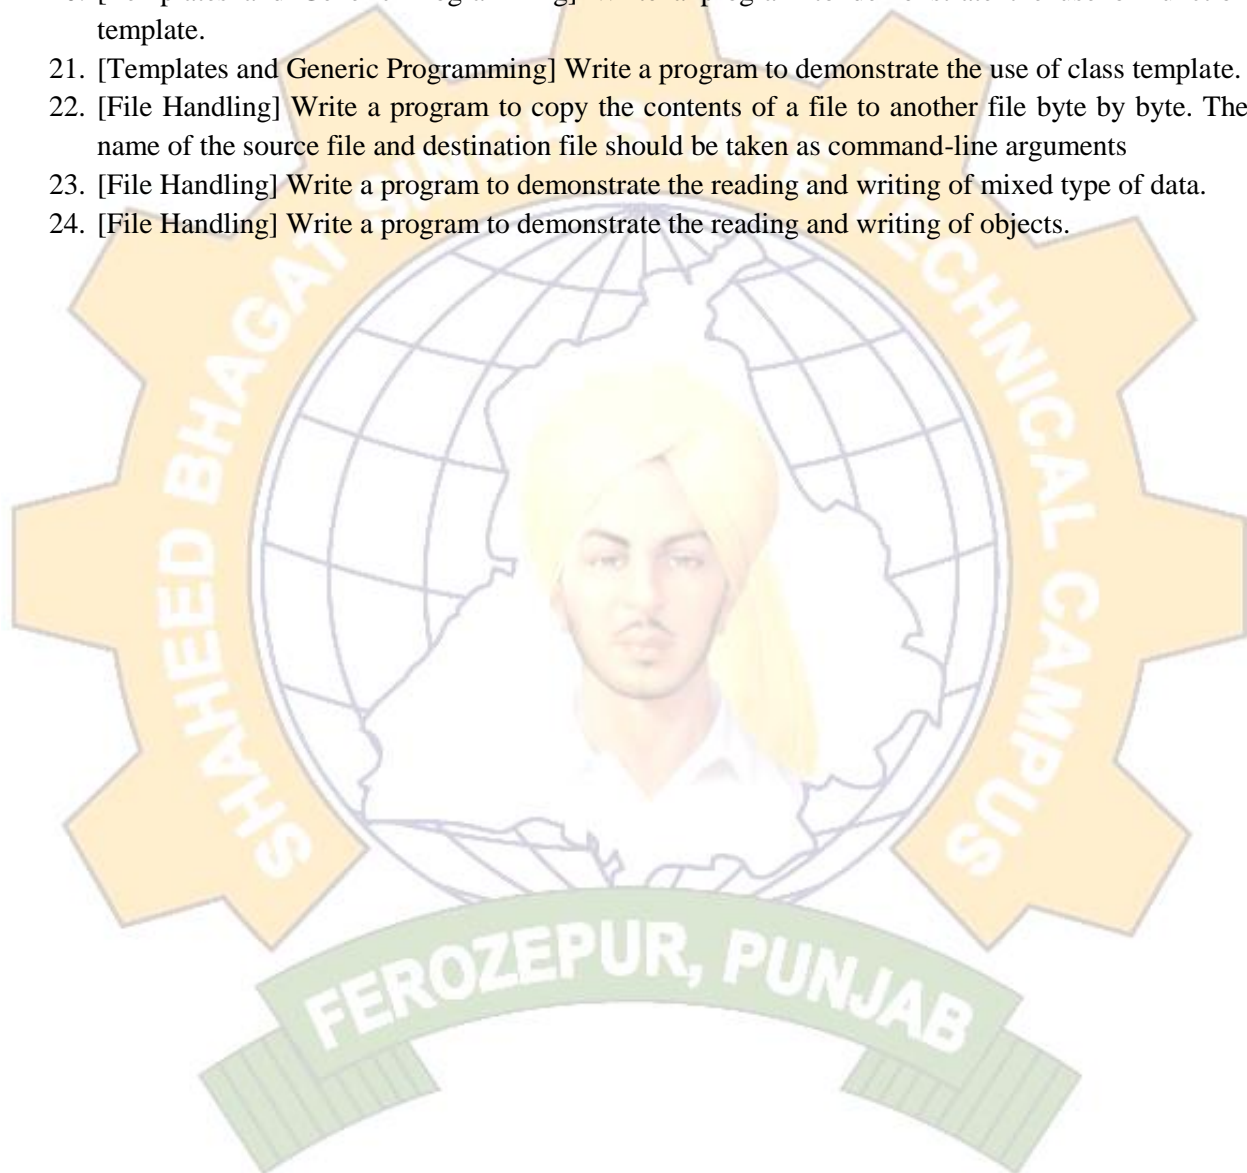 template.
21. [Templates and Generic Programming] Write a program to demonstrate the use of class template.
22. [File Handling] Write a program to copy the contents of a file to another file byte by byte. The
name of the source file and destination file should be taken as command-line arguments
23. [File Handling] Write a program to demonstrate the reading and writing of mixed type of data.
24. [File Handling] Write a program to demonstrate the reading and writing of objects.
SHAHEED BHAGAT SINGH STATE TECHNICAL CAMPUS
FEROZEPUR, PUNJAB